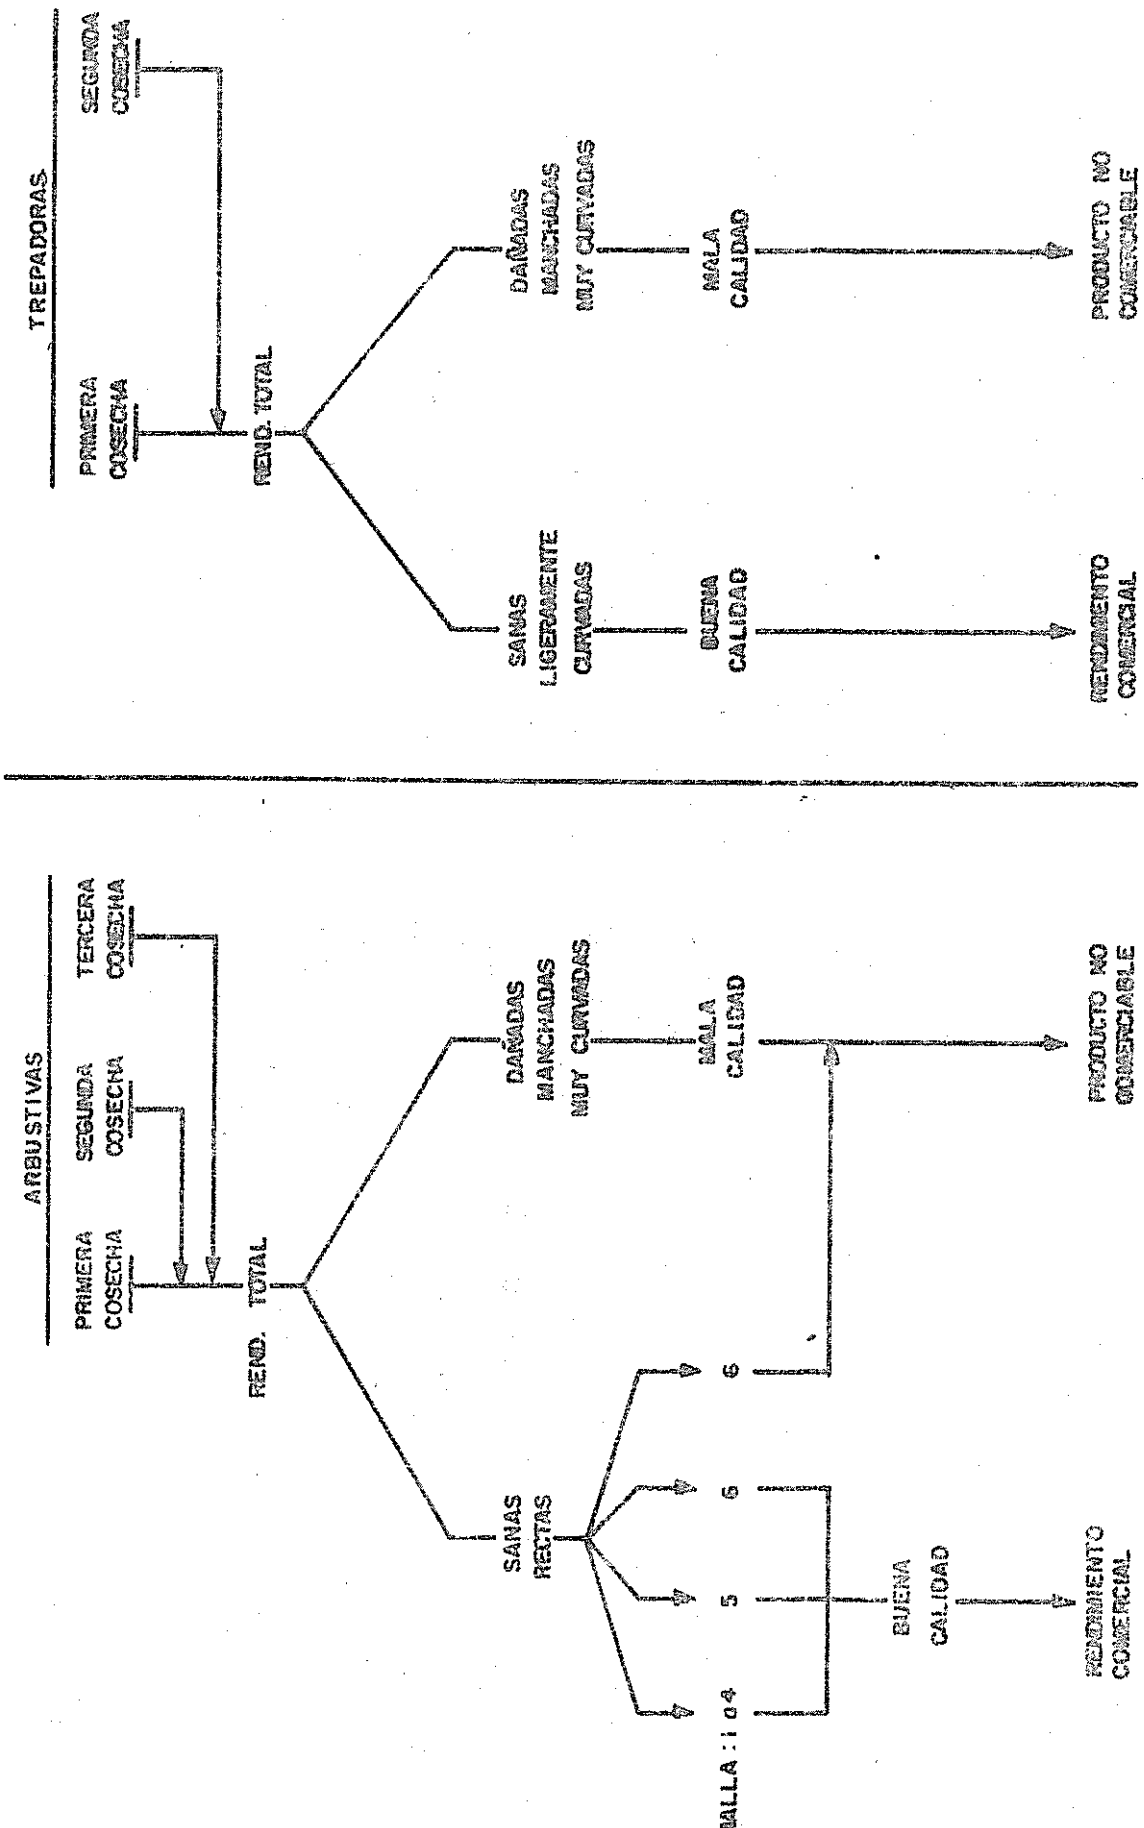 ARBUSTIVAS
PRIMERA
COSECHA
SEGUNDA
COSECHA
TERCERA
COSECHA
REND. TOTAL
SANAS
RECTAS
DAÑADAS
MANCHADAS
MUY CURVADAS
MALLA : 1 a 4
5
6
6
MALA
CALIDAD
BUENA
CALIDAD
RENDIMIENTO
COMERCIAL
PRODUCTO NO
COMERCIABLE
TREPADORAS
PRIMERA
COSECHA
SEGUNDA
COSECHA
REND. TOTAL
SANAS
LIGERAMENTE
CURVADAS
DAÑADAS
MANCHADAS
MUY CURVADAS
BUENA
CALIDAD
MALA
CALIDAD
RENDIMIENTO
COMERCIAL
PRODUCTO NO
COMERCIABLE